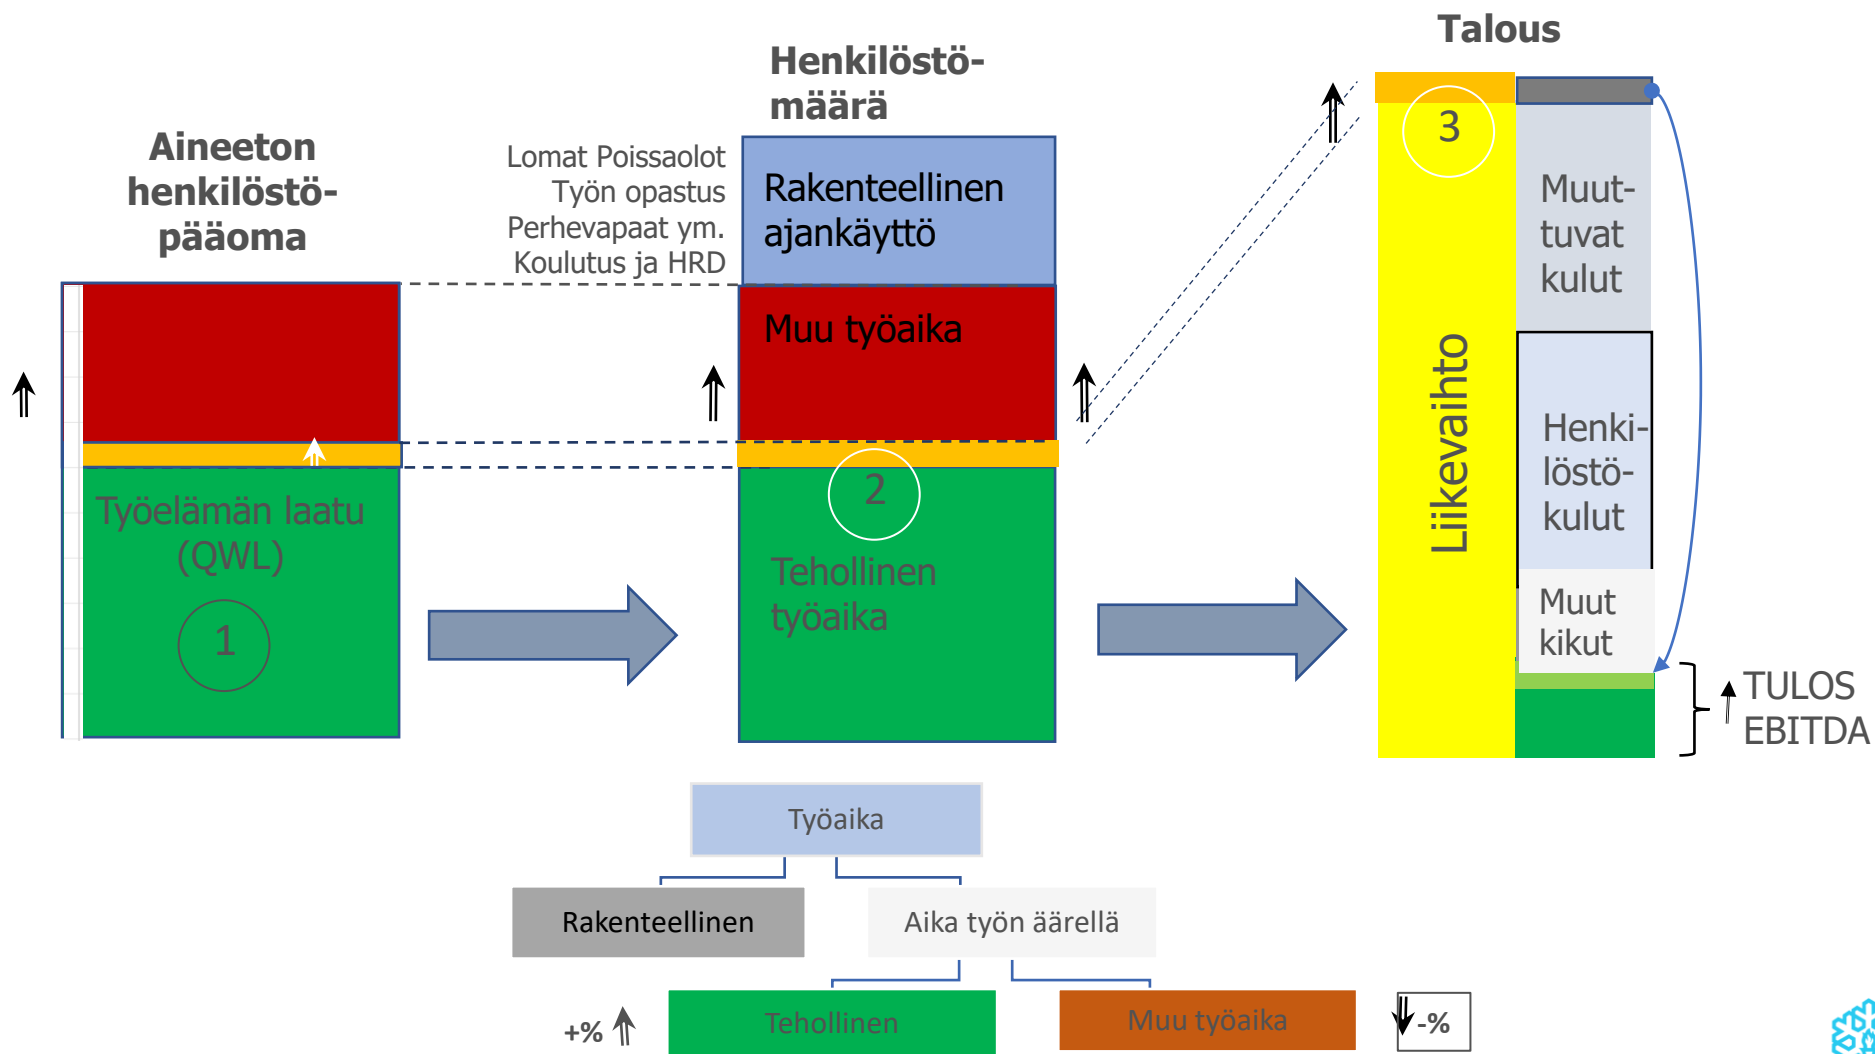 Talous
Henkilöstö-
määrä
Aineeton
henkilöstö-
pääoma
Lomat Poissaolot
Työn opastus
Perhevapaat ym.
Koulutus ja HRD
Rakenteellinen
ajankäyttö
Muu työaika
3
Muut-
tuvat
kulut
Liikevaihto
Henki-
löstö-
kulut
Työelämän laatu
(QWL)
1
2
Tehollinen
työaika
Muut
kikut
TULOS
EBITDA
Työaika
Rakenteellinen
Aika työn äärellä
+%
Tehollinen
Muu työaika
-%